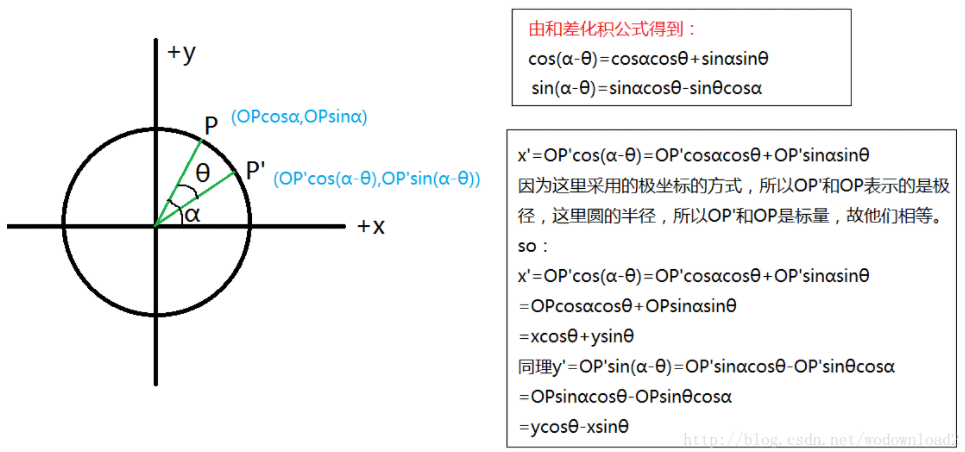 +y
P
(OPcosα,OPsinα)
θ
P'
(OP'cos(α-θ),OP'sin(α-θ))
α
+x
由和差化积公式得到：
cos(α-θ)=cosαcosθ+sinαsinθ
sin(α-θ)=sinαcosθ-sinθcosα
x'=OP'cos(α-θ)=OP'cosαcosθ+OP'sinαsinθ
因为这里采用的极坐标的方式，所以OP'和OP表示的是极
径，这里圆的半径，所以OP'和OP是标量，故他们相等。
so：
x'=OP'cos(α-θ)=OP'cosαcosθ+OP'sinαsinθ
=OPcosαcosθ+OPsinαsinθ
=xcosθ+ysinθ
同理y'=OP'sin(α-θ)=OP'sinαcosθ-OP'sinθcosα
=OPsinαcosθ-OPsinθcosα
=ycosθ-xsinθ
http://blog.csdn.net/wodownload2